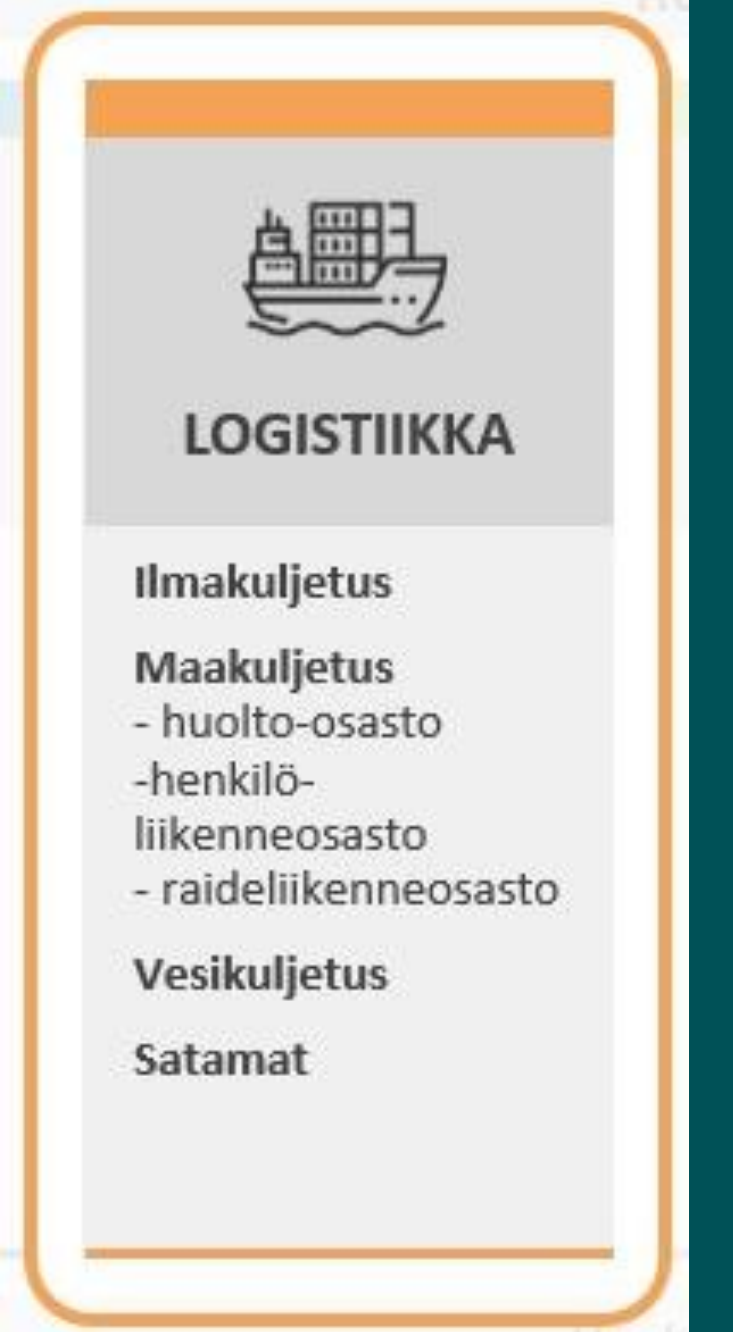 LOGISTIIKKA
Ilmakuljetus
Maakuljetus
- huolto-osasto
-henkilö-
liikenneosasto
- raideliikenneosasto
Vesikuljetus
Satamat